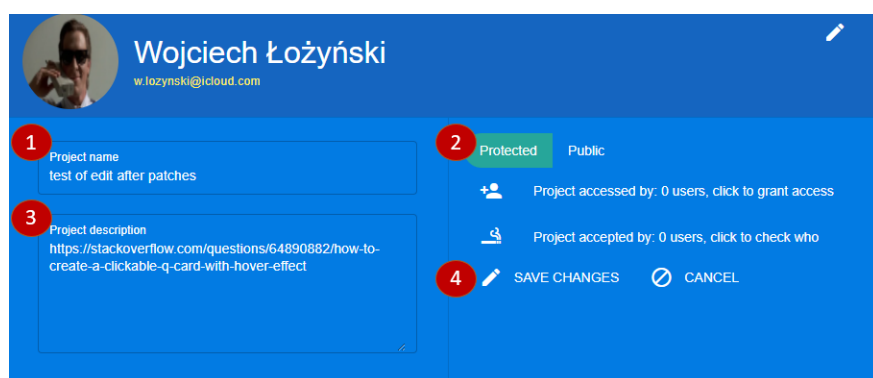 Wojciech Łożyński
w.lozynski@icloud.com
1
Project name
test of edit after patches
2
Protected Public
Project accessed by: 0 users, click to grant access
3
Project description
https://stackoverflow.com/questions/64890882/how-to-
create-a-clickable-q-card-with-hover-effect
Project accepted by: 0 users, click to check who
4
SAVE CHANGES CANCEL